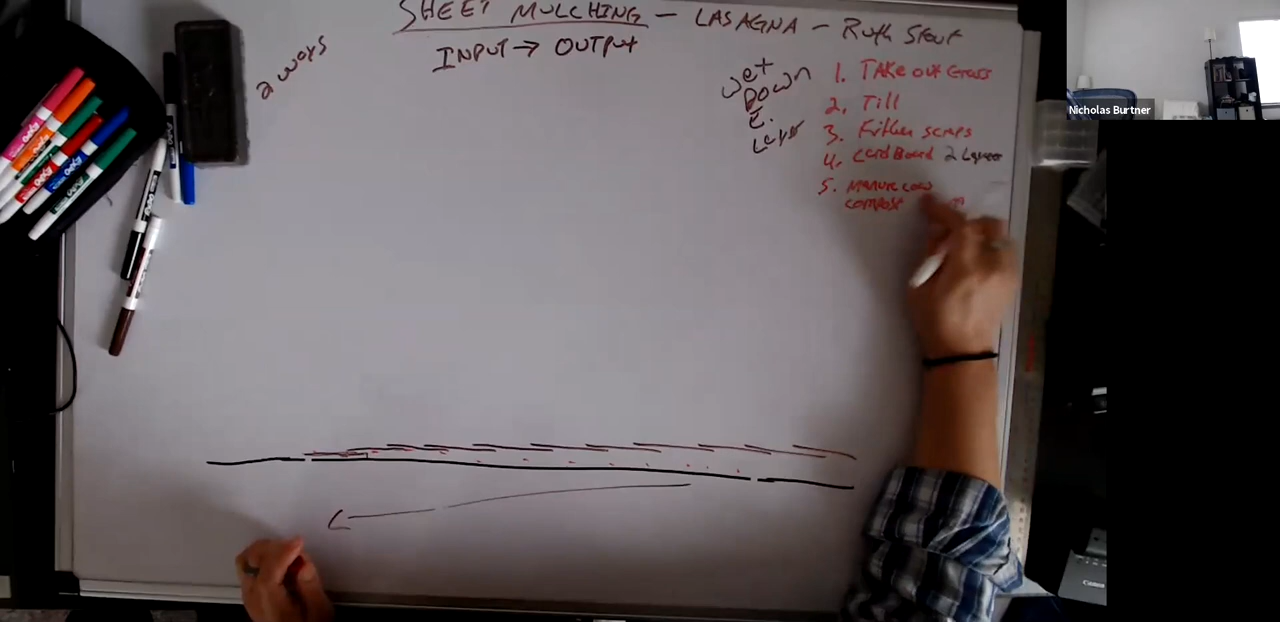 SHEET MULCHING - LASAGNA - Ruth Stout
INPUT → OUTPUT
2 ways
wet
Down
E.
Layer
1. TAKE out Grass
2. Till
3. Kitchen scraps
4. CardBoard 2 Layers
5. MANURE COW
COMPOST
Nicholas Burtner
Canon